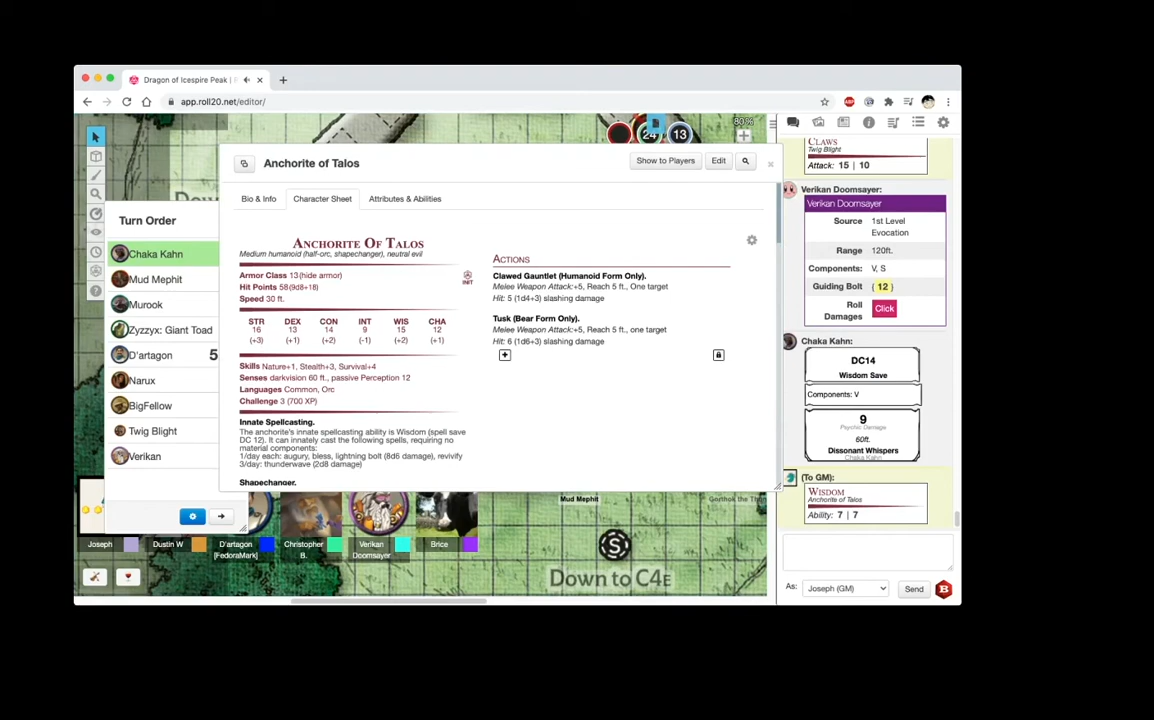 Dragon of Icespire Peak |
app.roll20.net/editor/
24
13
80%
Anchorite of Talos
Show to Players
Edit
Bio & Info
Character Sheet
Attributes & Abilities
Turn Order
Chaka Kahn
Mud Mephit
Murook
Zyzzyx: Giant Toad
D'artagon
5
Narux
BigFellow
Twig Blight
Verikan
Anchorite Of Talos
Medium humanoid (half-orc, shapechanger), neutral evil
Armor Class 13 (hide armor)
Hit Points 58 (9d8+18)
Speed 30 ft.
INIT
STR DEX CON INT WIS CHA
16 13 14 9 15 12
(+3) (+1) (+2) (-1) (+2) (+1)
Skills Nature+1, Stealth+3, Survival+4
Senses darkvision 60 ft., passive Perception 12
Languages Common, Orc
Challenge 3 (700 XP)
Innate Spellcasting.
The anchorite's innate spellcasting ability is Wisdom (spell save
DC 12). It can innately cast the following spells, requiring no
material components:
1/day each: augury, bless, lightning bolt (8d6 damage), revivify
3/day: thunderwave (2d8 damage)
Shapechanger.
Actions
Clawed Gauntlet (Humanoid Form Only).
Melee Weapon Attack:+5, Reach 5 ft., One target
Hit: 5 (1d4+3) slashing damage
Tusk (Bear Form Only).
Melee Weapon Attack:+5, Reach 5 ft., one target
Hit: 6 (1d6+3) slashing damage
Joseph
Dustin W
D'artagon
[FedoraMark]
Christopher
B.
Verikan
Doomsayer
Brice
Mud Mephit
S
Down to C4E
Claws
Twig Blight
Attack: 15 | 10
Verikan Doomsayer:
Verikan Doomsayer
Source 1st Level
Evocation
Range 120ft.
Components: V, S
Guiding Bolt { 12 }
Roll
Damages
Click
Chaka Kahn:
DC14
Wisdom Save
Components: V
9
Psychic Damage
60ft.
Dissonant Whispers
Chaka Kahn
(To GM):
Wisdom
Anchorite of Talos
Ability: 7 | 7
As: Joseph (GM)
Send